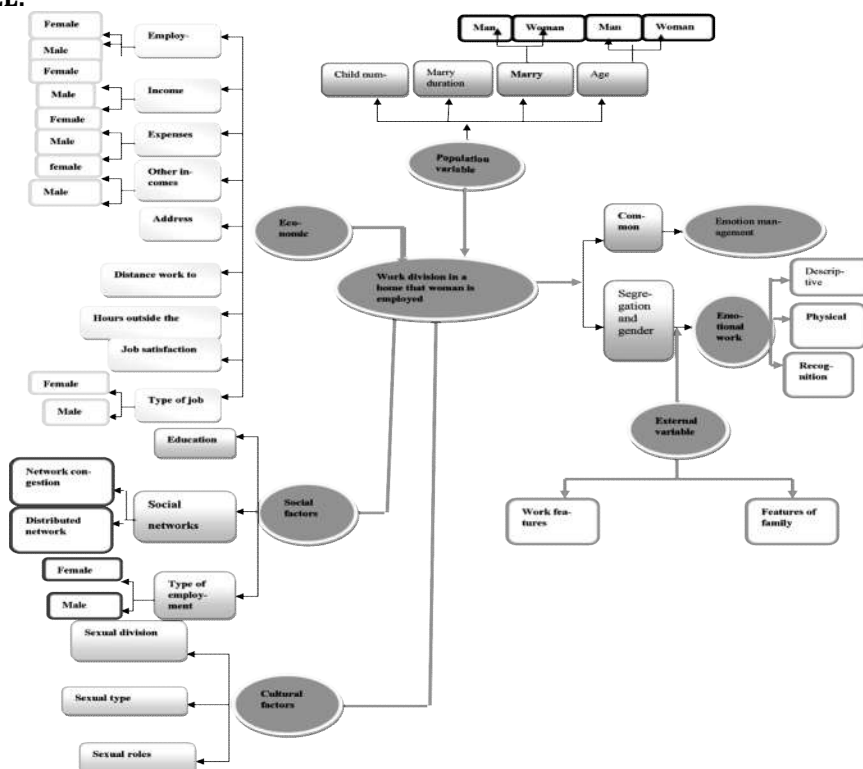 Female
Male
Employ-
Female
Male
Income
Female
Male
Expenses
female
Male
Other in-
comes
Address
Distance work to
Hours outside the
Job satisfaction
Female
Male
Type of job
Man
Woman
Man
Woman
Child num-
Marry
duration
Marry
Age
Population
variable
Eco-
nomic
Work division in a
home that woman is
employed
Com-
mon
Emotion man-
agement
Segre-
gation
and
gender
Emo-
tional
work
Descrip-
tive
Physical
Recog-
nition
External
variable
Work fea-
tures
Features of
family
Education
Network con-
gestion
Distributed
network
Social
networks
Social
factors
Female
Male
Type of
employ-
ment
Sexual division
Sexual type
Sexual roles
Cultural
factors